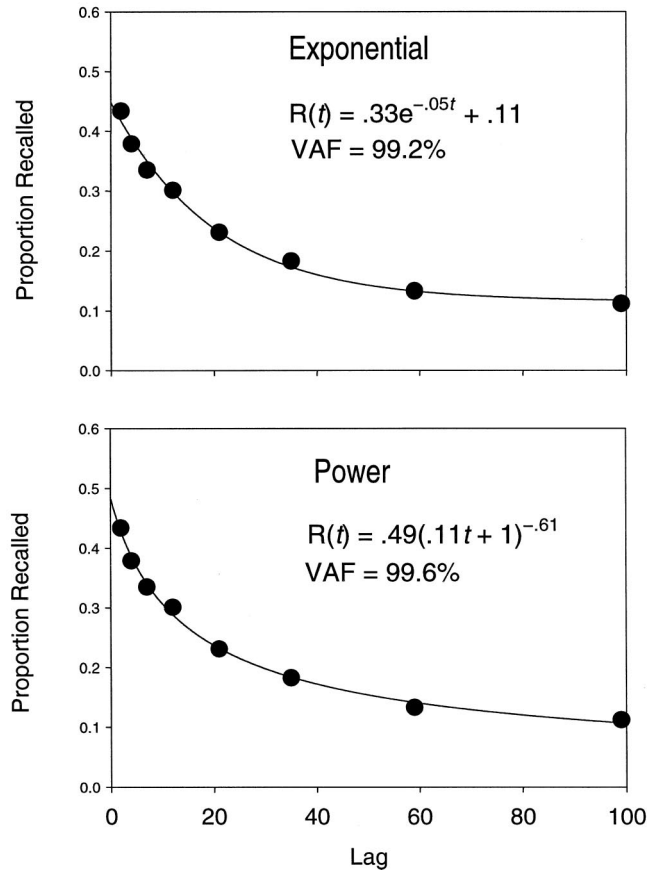 0.6
Exponential
0.5
R(t) = .33e^-.05t + .11
0.4
VAF = 99.2%
0.3
0.2
0.1
0.0
Proportion Recalled
0.6
Power
0.5
R(t) = .49(.11t + 1)^-.61
0.4
VAF = 99.6%
0.3
0.2
0.1
0.0
Proportion Recalled
0 20 40 60 80 100
Lag